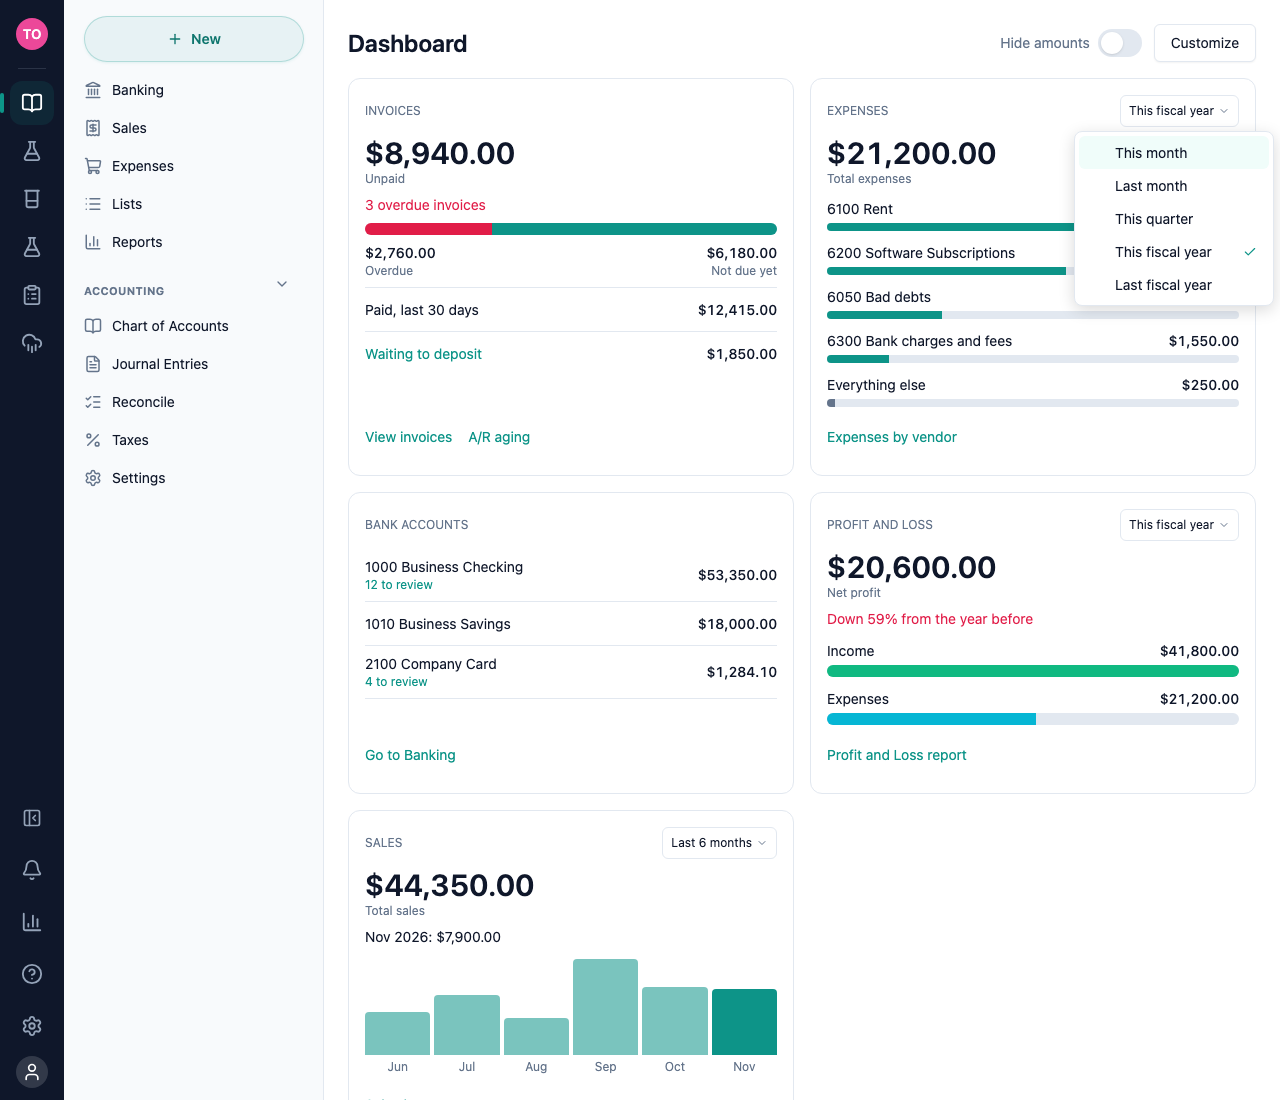 TO
New
Banking
Sales
Expenses
Lists
Reports
ACCOUNTING
Chart of Accounts
Journal Entries
Reconcile
Taxes
Settings
Dashboard
Hide amounts
Customize
INVOICES
$8,940.00
Unpaid
3 overdue invoices
$2,760.00 $6,180.00
Overdue Not due yet
Paid, last 30 days $12,415.00
Waiting to deposit $1,850.00
View invoices A/R aging
EXPENSES This fiscal year
$21,200.00
Total expenses
This month
Last month
This quarter
This fiscal year
Last fiscal year
6100 Rent
6200 Software Subscriptions
6050 Bad debts
6300 Bank charges and fees $1,550.00
Everything else $250.00
Expenses by vendor
BANK ACCOUNTS
1000 Business Checking $53,350.00
12 to review
1010 Business Savings $18,000.00
2100 Company Card $1,284.10
4 to review
Go to Banking
PROFIT AND LOSS This fiscal year
$20,600.00
Net profit
Down 59% from the year before
Income $41,800.00
Expenses $21,200.00
Profit and Loss report
SALES Last 6 months
$44,350.00
Total sales
Nov 2026: $7,900.00
Jun Jul Aug Sep Oct Nov